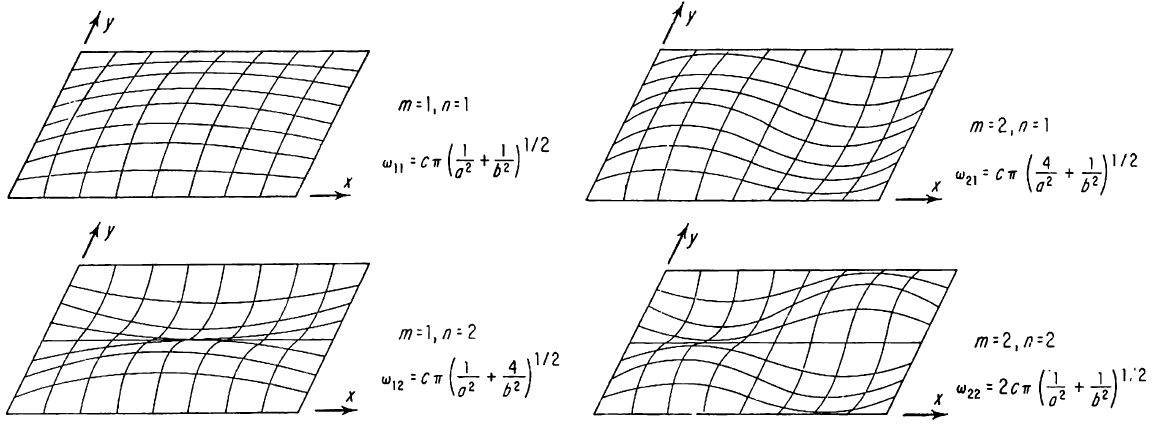 y
m=1, n=1
ω₁₁ = cπ (1/a² + 1/b²)^1/2
x
y
m=2, n=1
ω₂₁ = cπ (4/a² + 1/b²)^1/2
x
y
m=1, n=2
ω₁₂ = cπ (1/a² + 4/b²)^1/2
x
y
m=2, n=2
ω₂₂ = 2cπ (1/a² + 1/b²)^1/2
x